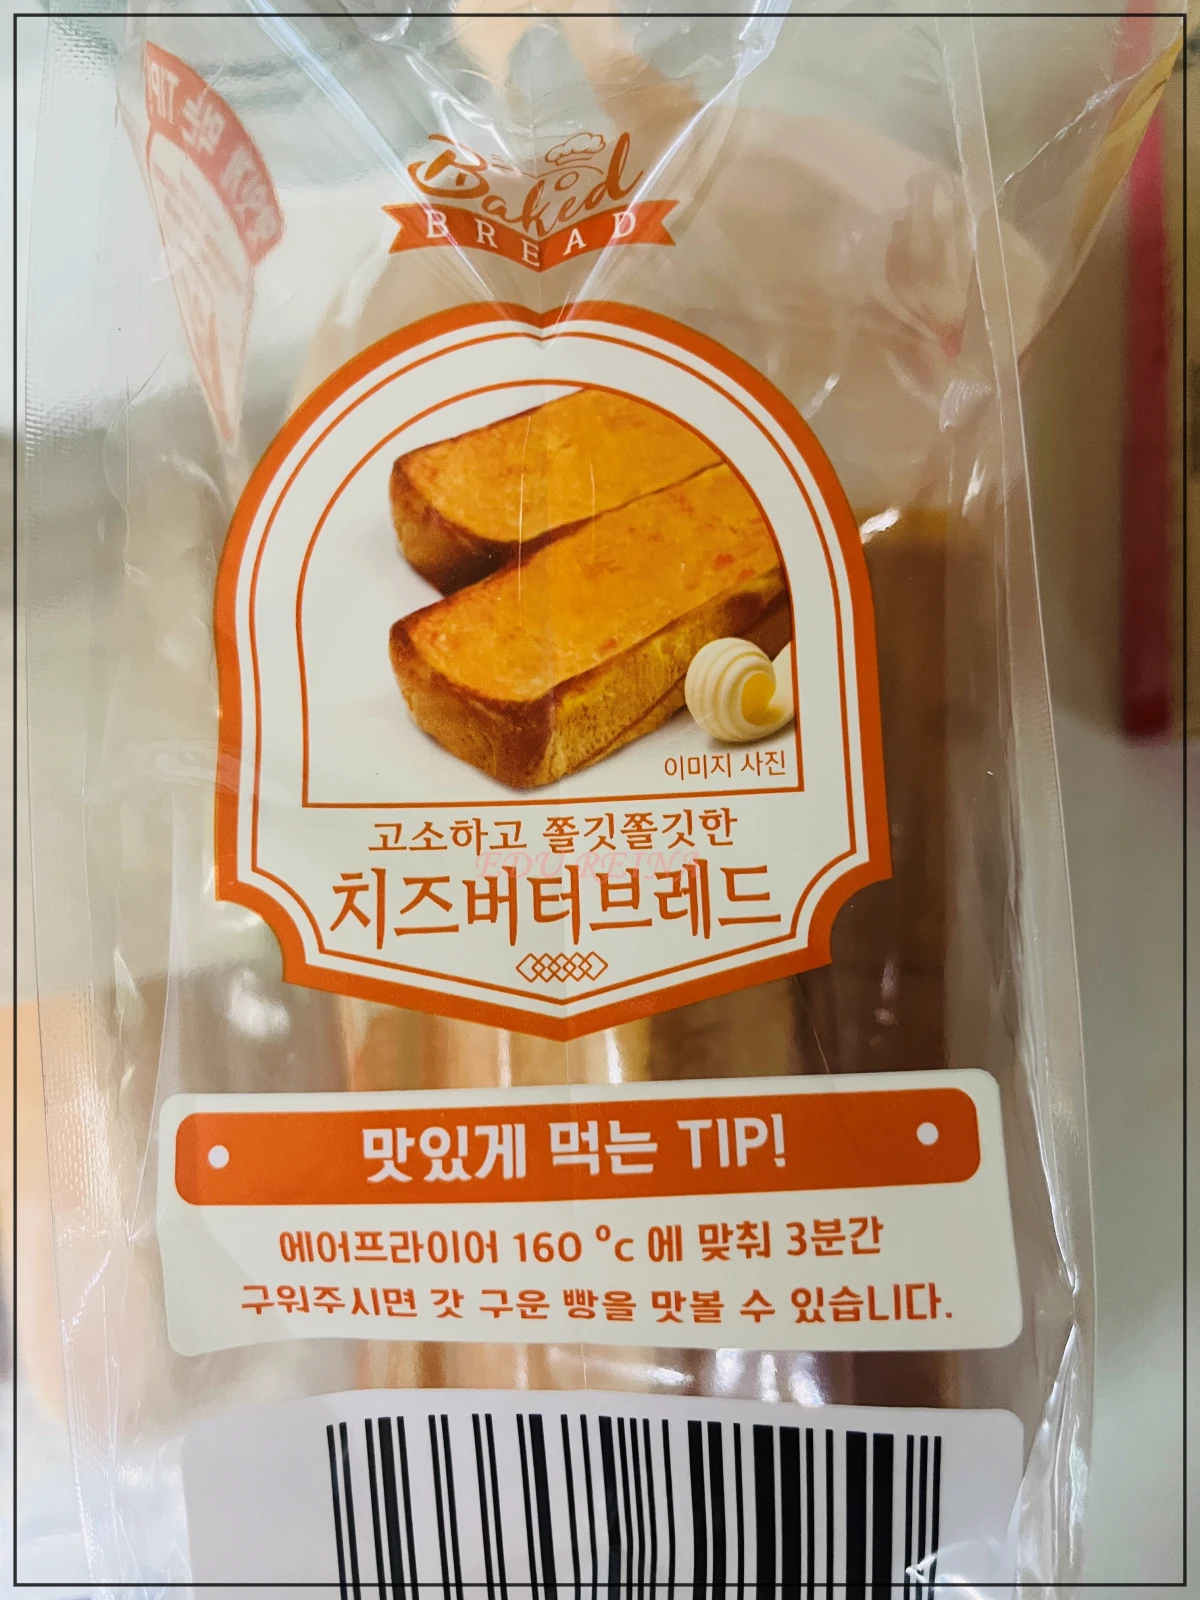 Baked
BREAD
이미지 사진
고소하고 쫄깃쫄깃한
EDU REINA
치즈버터브레드
맛있게 먹는 TIP!
에어프라이어 160 ℃ 에 맞춰 3분간
구워주시면 갓 구운 빵을 맛볼 수 있습니다.